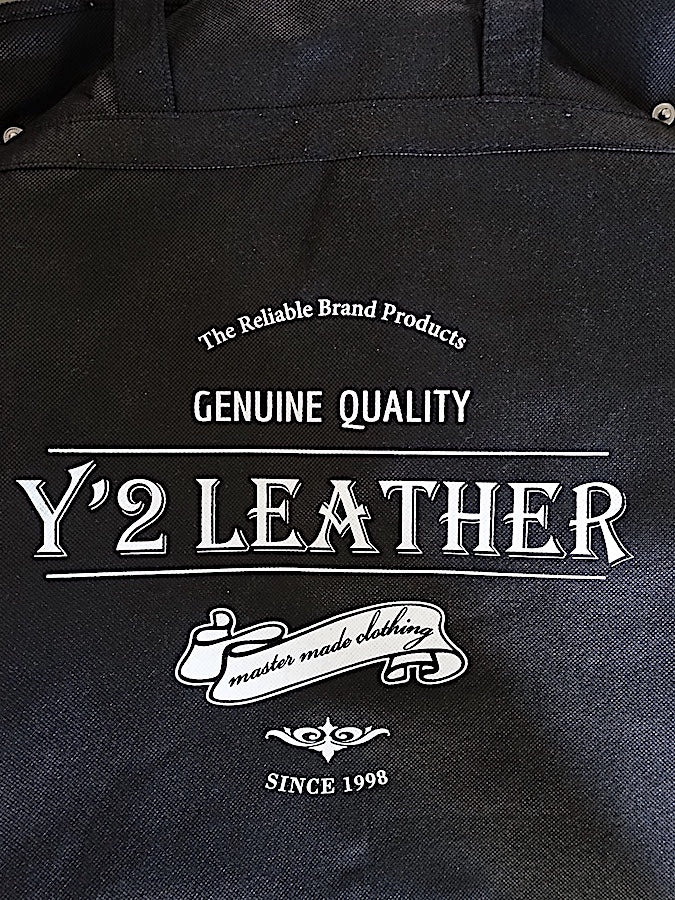 The Reliable Brand Products
GENUINE QUALITY
Y'2 LEATHER
master made clothing
SINCE 1998